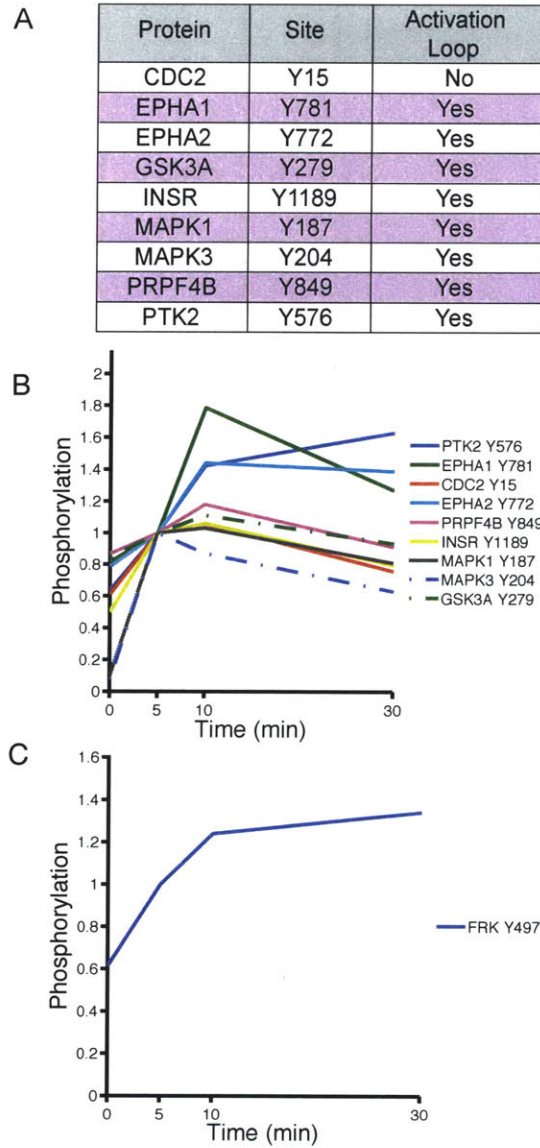 A
Protein Site Activation Loop
CDC2 Y15 No
EPHA1 Y781 Yes
EPHA2 Y772 Yes
GSK3A Y279 Yes
INSR Y1189 Yes
MAPK1 Y187 Yes
MAPK3 Y204 Yes
PRPF4B Y849 Yes
PTK2 Y576 Yes
B
Phosphorylation
2
1.8
1.6
1.4
1.2
1
0.8
0.6
0.4
0.2
0
0 5 10 30
Time (min)
PTK2 Y576
EPHA1 Y781
CDC2 Y15
EPHA2 Y772
PRPF4B Y849
INSR Y1189
MAPK1 Y187
MAPK3 Y204
GSK3A Y279
C
Phosphorylation
1.6
1.4
1.2
1
0.8
0.6
0.4
0.2
0
0 5 10 30
Time (min)
FRK Y497